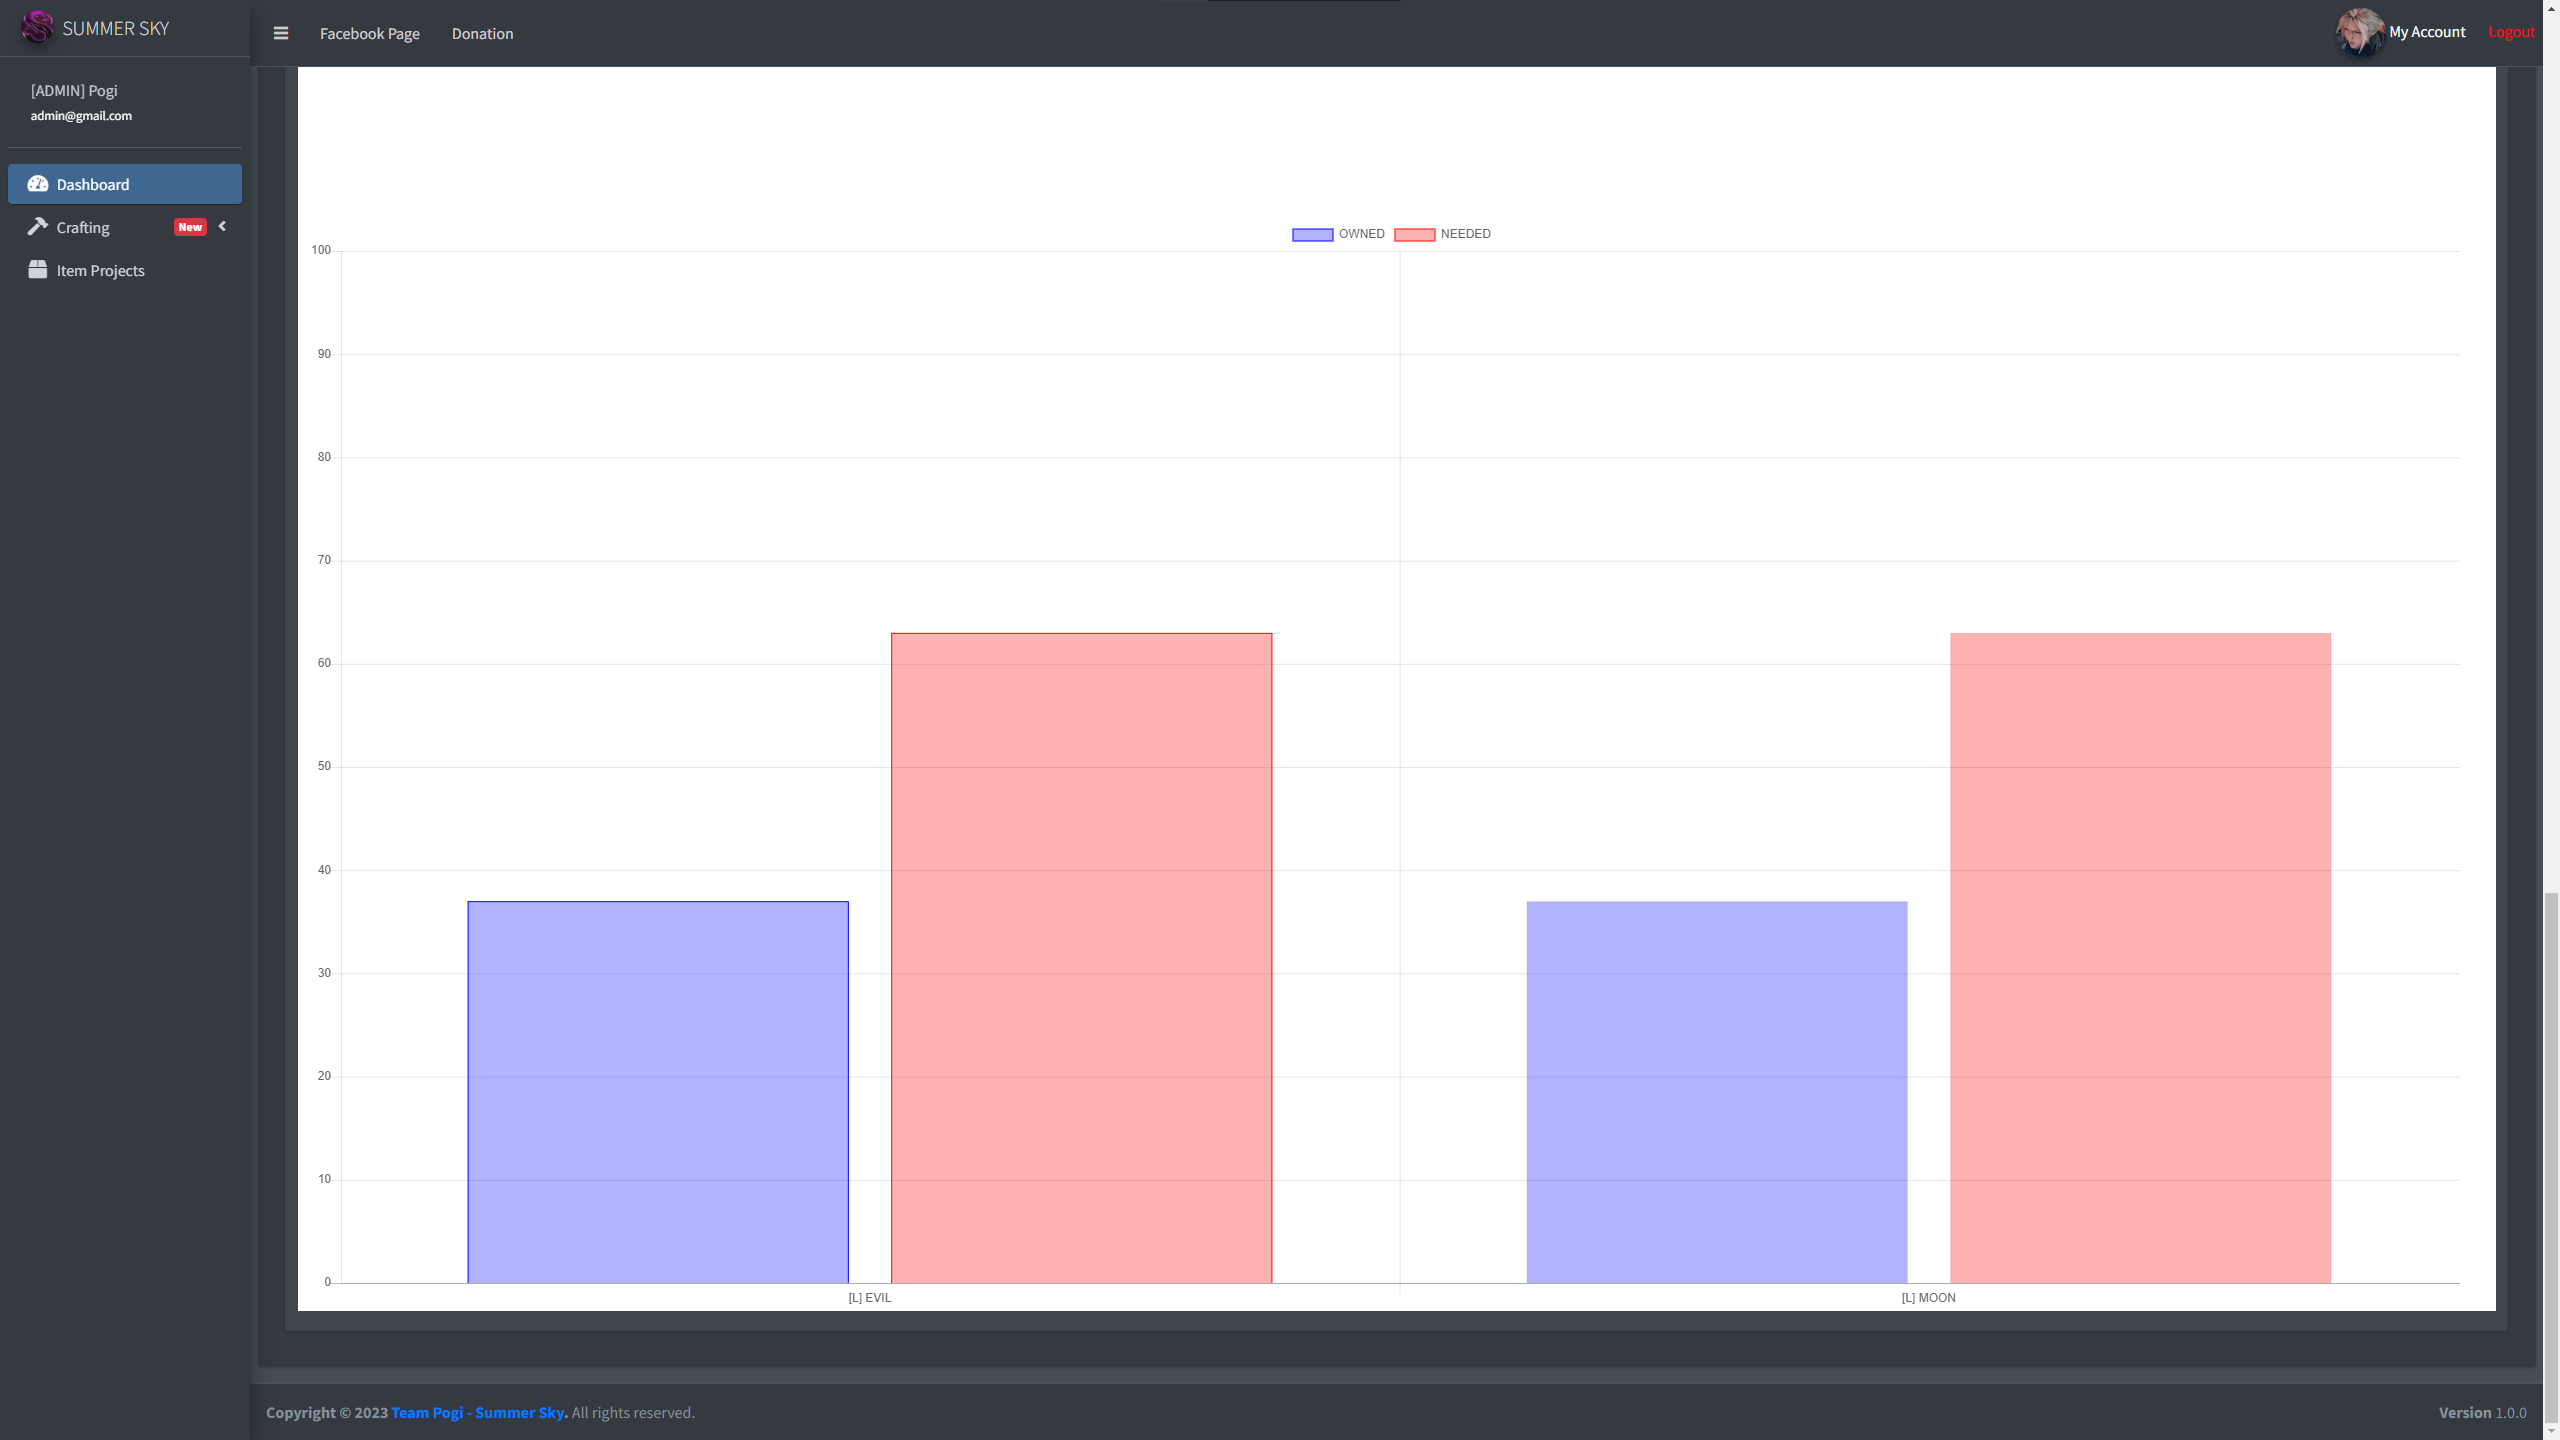 SUMMER SKY
Facebook Page
Donation
My Account
Logout
[ADMIN] Pogi
admin@gmail.com
Dashboard
Crafting
New
Item Projects
OWNED
NEEDED
100
90
80
70
60
50
40
30
20
10
0
[L] EVIL
[L] MOON
Copyright © 2023 Team Pogi - Summer Sky. All rights reserved.
Version 1.0.0